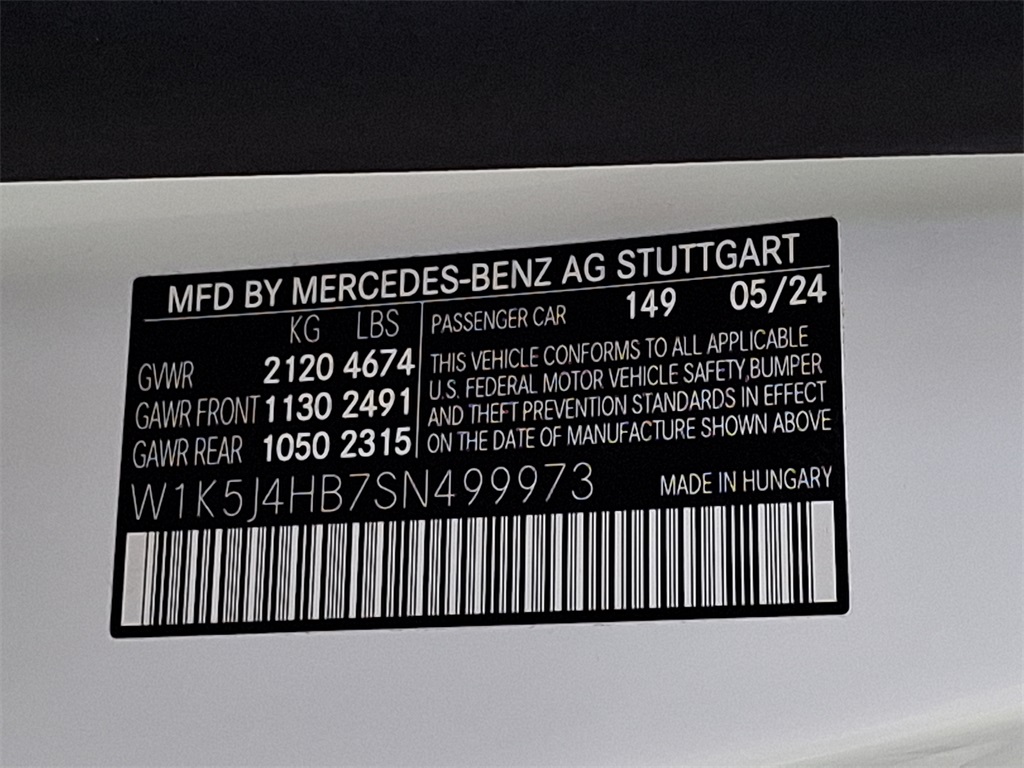 MFD BY MERCEDES-BENZ AG STUTTGART
KG LBS
GVWR 2120 4674
GAWR FRONT 1130 2491
GAWR REAR 1050 2315
PASSENGER CAR 149 05/24
THIS VEHICLE CONFORMS TO ALL APPLICABLE
U.S. FEDERAL MOTOR VEHICLE SAFETY,BUMPER
AND THEFT PREVENTION STANDARDS IN EFFECT
ON THE DATE OF MANUFACTURE SHOWN ABOVE
W1K5J4HB7SN499973
MADE IN HUNGARY